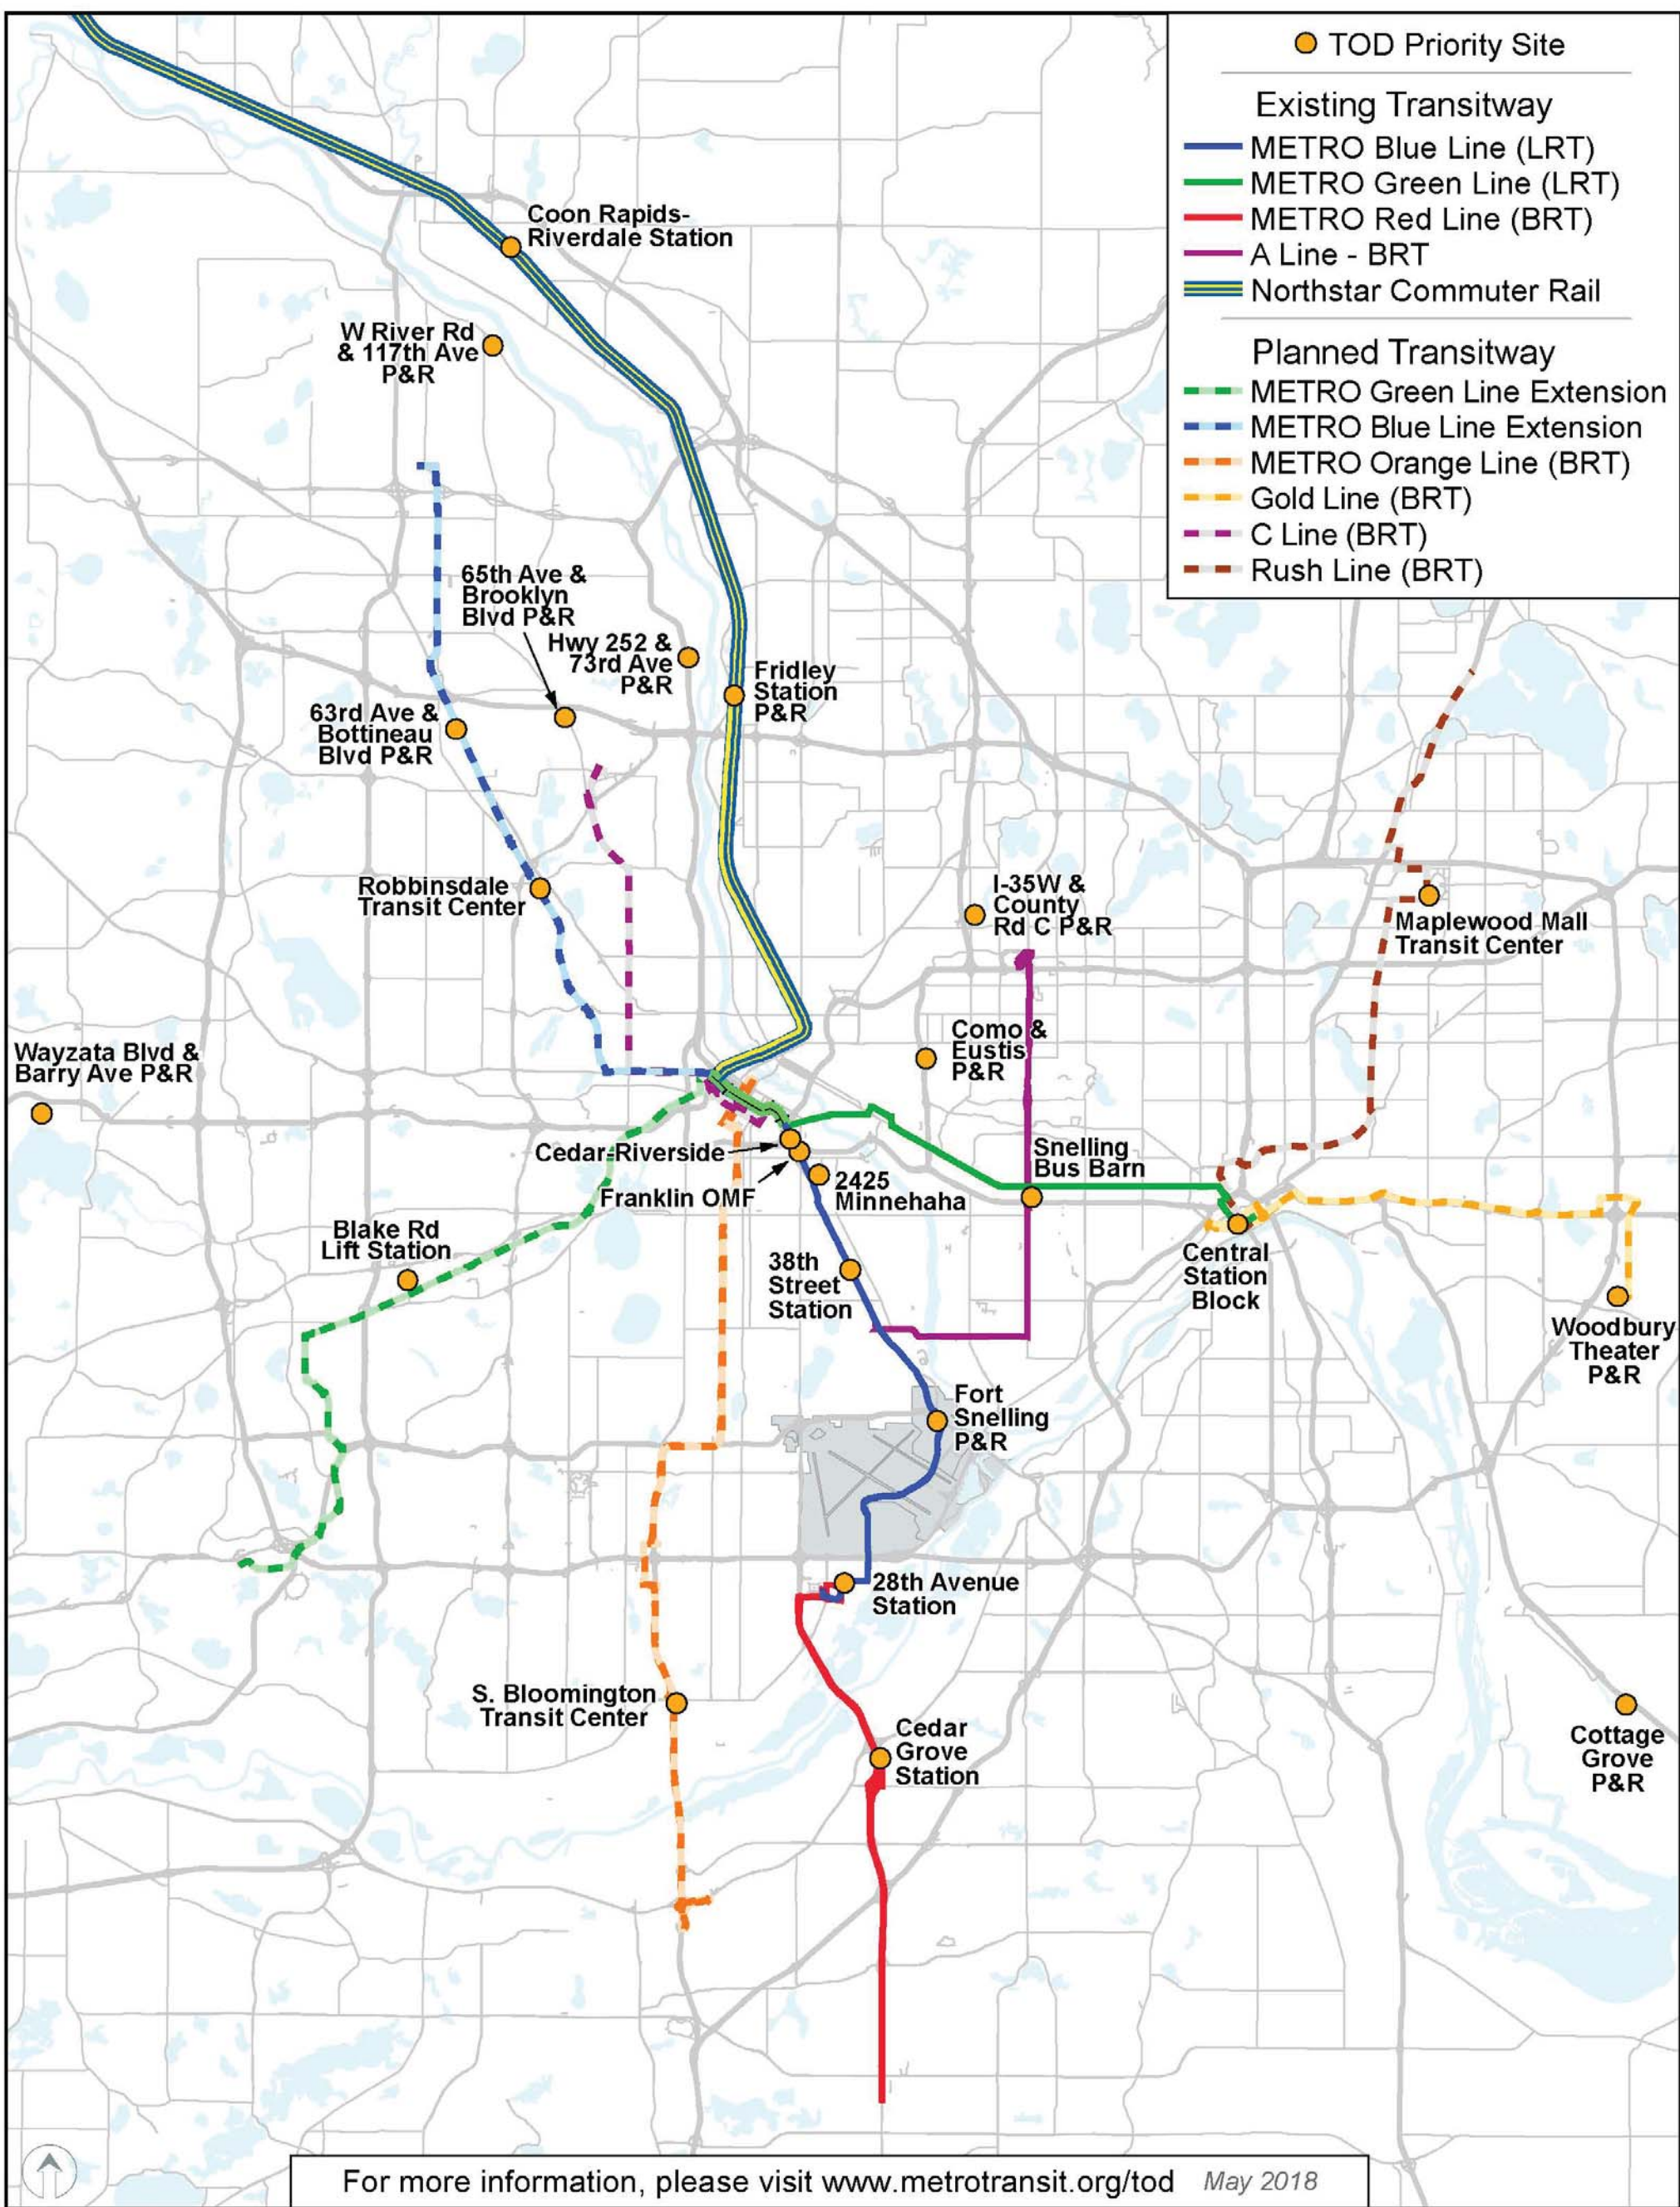 TOD Priority Site
Existing Transitway
METRO Blue Line (LRT)
METRO Green Line (LRT)
METRO Red Line (BRT)
A Line - BRT
Northstar Commuter Rail
Planned Transitway
METRO Green Line Extension
METRO Blue Line Extension
METRO Orange Line (BRT)
Gold Line (BRT)
C Line (BRT)
Rush Line (BRT)
Coon Rapids-
Riverdale Station
W River Rd
& 117th Ave
P&R
65th Ave &
Brooklyn
Blvd P&R
Hwy 252 &
73rd Ave
P&R
Fridley
Station
P&R
63rd Ave &
Bottineau
Blvd P&R
Robbinsdale
Transit Center
I-35W &
County
Rd C P&R
Maplewood Mall
Transit Center
Como &
Eustis
P&R
Wayzata Blvd &
Barry Ave P&R
Cedar-Riverside
Franklin OMF
2425
Minnehaha
Snelling
Bus Barn
Blake Rd
Lift Station
38th
Street
Station
Central
Station
Block
Woodbury
Theater
P&R
Fort
Snelling
P&R
28th Avenue
Station
S. Bloomington
Transit Center
Cedar
Grove
Station
Cottage
Grove
P&R
For more information, please visit www.metrotransit.org/tod May 2018